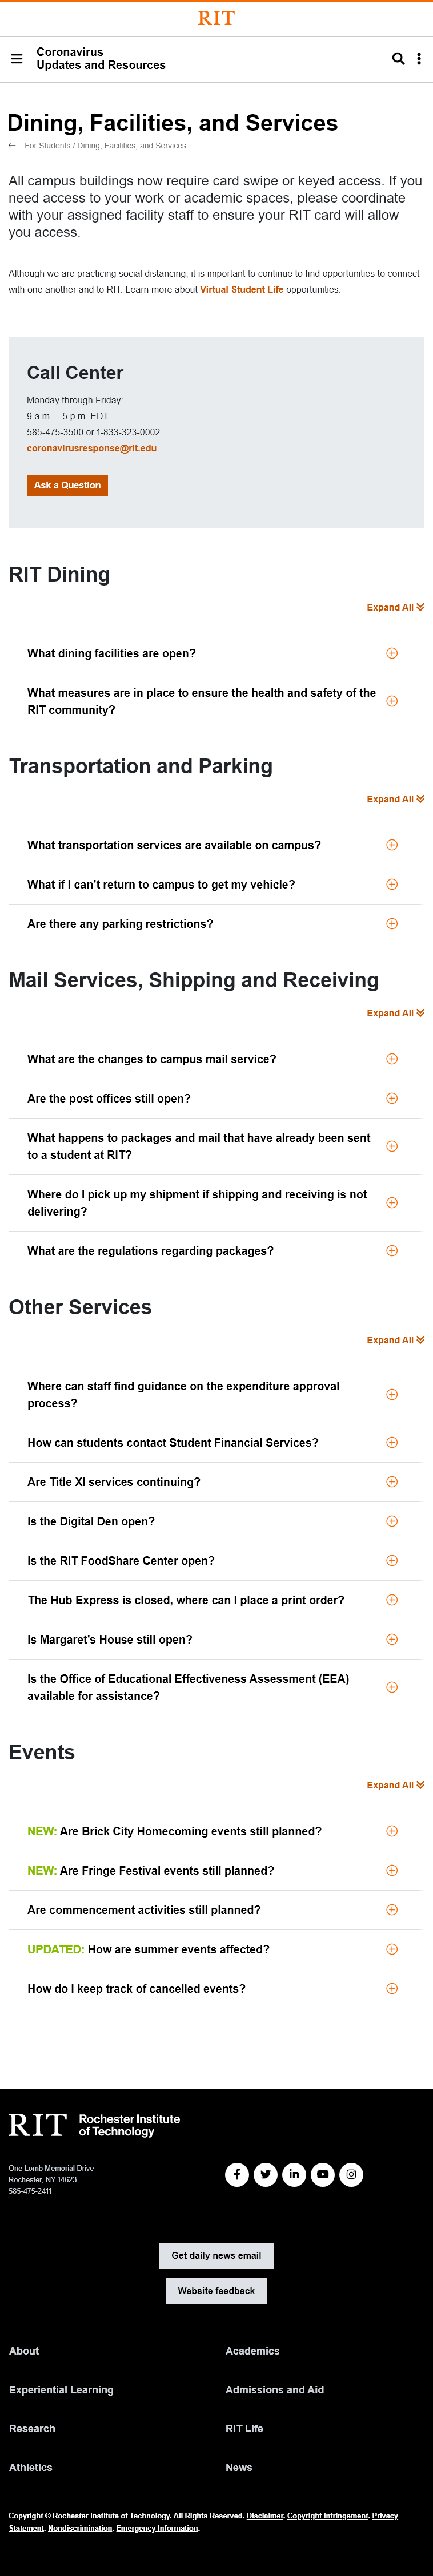 RIT
Coronavirus
Updates and Resources
Dining, Facilities, and Services
For Students / Dining, Facilities, and Services
All campus buildings now require card swipe or keyed access. If you
need access to your work or academic spaces, please coordinate
with your assigned facility staff to ensure your RIT card will allow
you access.
Although we are practicing social distancing, it is important to continue to find opportunities to connect
with one another and to RIT. Learn more about Virtual Student Life opportunities.
Call Center
Monday through Friday:
9 a.m. – 5 p.m. EDT
585-475-3500 or 1-833-323-0002
coronavirusresponse@rit.edu
Ask a Question
RIT Dining
Expand All
What dining facilities are open?
What measures are in place to ensure the health and safety of the
RIT community?
Transportation and Parking
Expand All
What transportation services are available on campus?
What if I can’t return to campus to get my vehicle?
Are there any parking restrictions?
Mail Services, Shipping and Receiving
Expand All
What are the changes to campus mail service?
Are the post offices still open?
What happens to packages and mail that have already been sent
to a student at RIT?
Where do I pick up my shipment if shipping and receiving is not
delivering?
What are the regulations regarding packages?
Other Services
Expand All
Where can staff find guidance on the expenditure approval
process?
How can students contact Student Financial Services?
Are Title XI services continuing?
Is the Digital Den open?
Is the RIT FoodShare Center open?
The Hub Express is closed, where can I place a print order?
Is Margaret’s House still open?
Is the Office of Educational Effectiveness Assessment (EEA)
available for assistance?
Events
Expand All
NEW: Are Brick City Homecoming events still planned?
NEW: Are Fringe Festival events still planned?
Are commencement activities still planned?
UPDATED: How are summer events affected?
How do I keep track of cancelled events?
RIT Rochester Institute
of Technology
One Lomb Memorial Drive
Rochester, NY 14623
585-475-2411
Get daily news email
Website feedback
About
Academics
Experiential Learning
Admissions and Aid
Research
RIT Life
Athletics
News
Copyright © Rochester Institute of Technology. All Rights Reserved. Disclaimer. Copyright Infringement. Privacy
Statement. Nondiscrimination. Emergency Information.